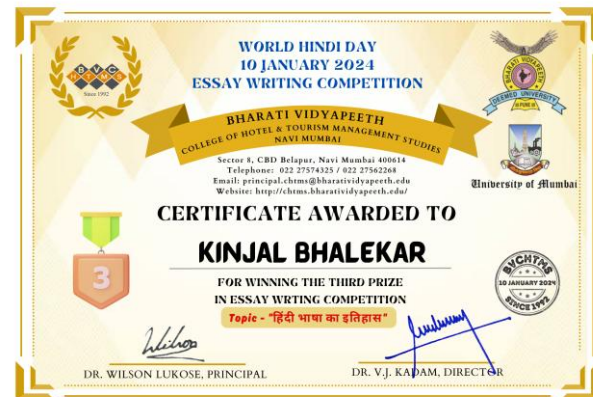 WORLD HINDI DAY
10 JANUARY 2024
ESSAY WRITING COMPETITION
B V C
H T M S
Since 1992
BHARATI VIDYAPEETH
DEEMED UNIVERSITY
PUNE
BHARATI VIDYAPEETH
COLLEGE OF HOTEL & TOURISM MANAGEMENT STUDIES
NAVI MUMBAI
Sector 8, CBD Belapur, Navi Mumbai 400614
Telephone: 022 27574325 / 022 27562268
Email: principal.chtms@bharatividyapeeth.edu
Website: http://chtms.bharatividyapeeth.edu/
University of Mumbai
CERTIFICATE AWARDED TO
KINJAL BHALEKAR
3
FOR WINNING THE THIRD PRIZE
IN ESSAY WRTING COMPETITION
Topic - "हिंदी भाषा का इतिहास"
BVCHTMS
10 JANUARY 2024
SINCE 1992
DR. WILSON LUKOSE, PRINCIPAL
DR. V.J. KADAM, DIRECTOR